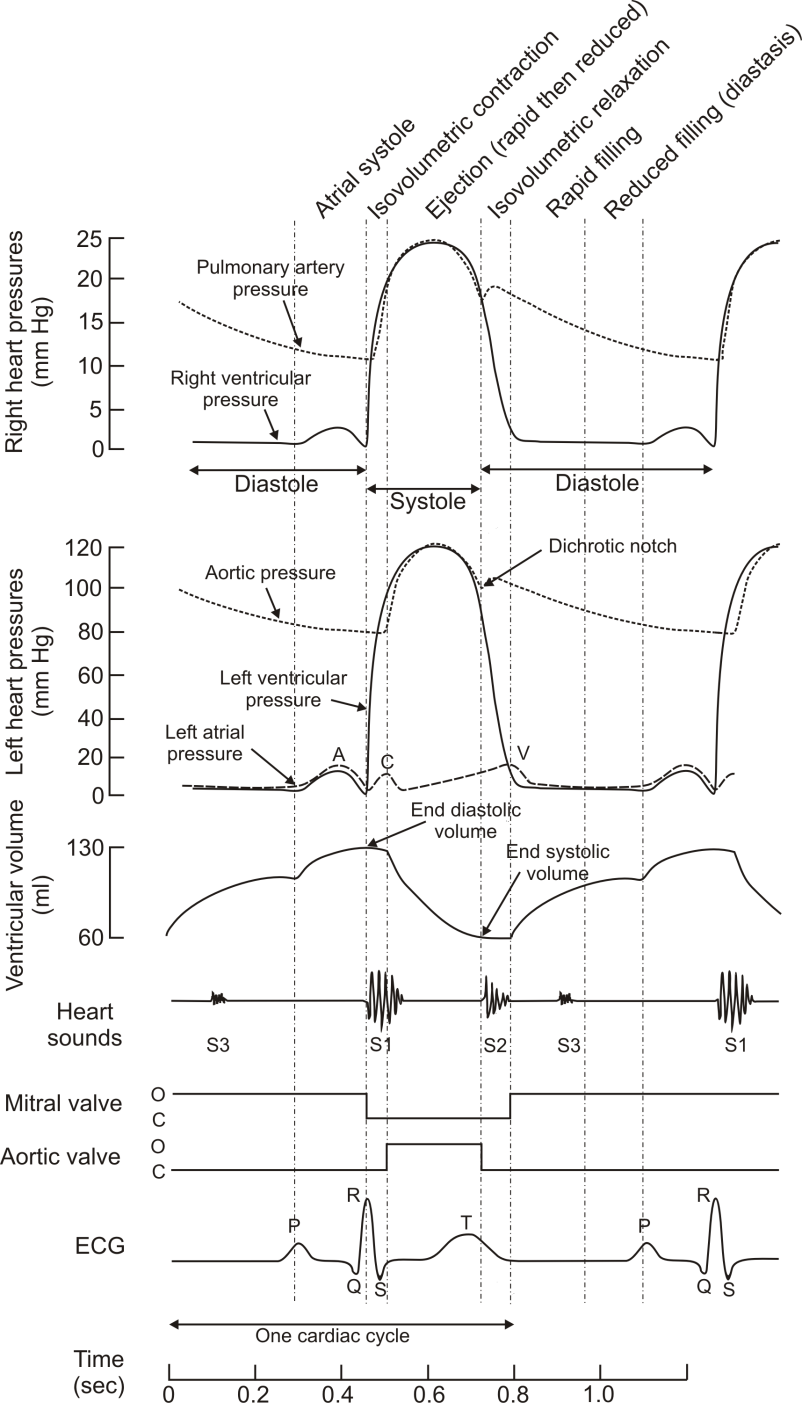 Atrial systole
Isovolumetric contraction
Ejection (rapid then reduced)
Isovolumetric relaxation
Rapid filling
Reduced filling (diastasis)
Right heart pressures
(mm Hg)
25
20
15
10
5
0
Pulmonary artery
pressure
Right ventricular
pressure
Diastole
Systole
Diastole
Left heart pressures
(mm Hg)
120
100
80
60
40
20
0
Dichrotic notch
Aortic pressure
Left ventricular
pressure
Left atrial
pressure
A
C
V
Ventricular volume
(ml)
130
60
End diastolic
volume
End systolic
volume
Heart
sounds
S3
S1
S2
S3
S1
Mitral valve
O
C
Aortic valve
O
C
ECG
P
R
Q
S
T
P
R
Q
S
One cardiac cycle
Time
(sec)
0
0.2
0.4
0.6
0.8
1.0